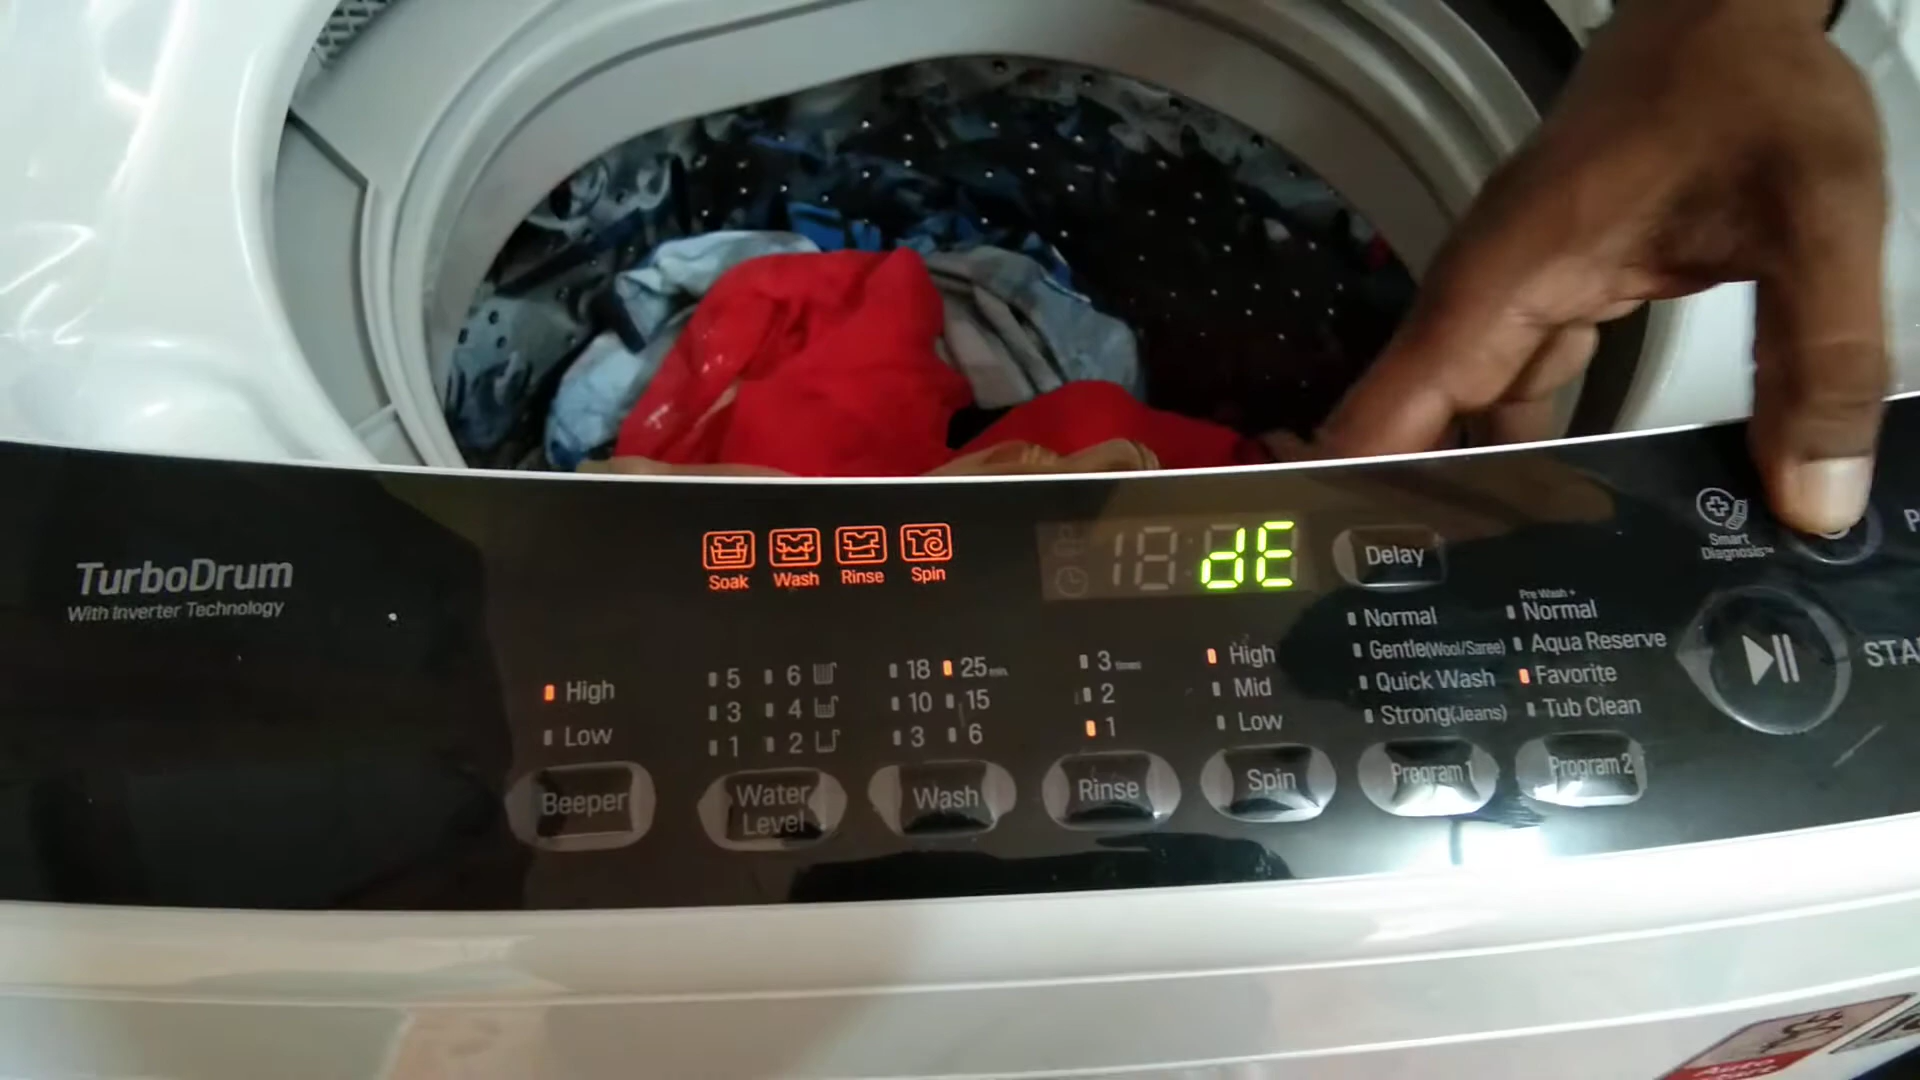 TurboDrum
With Inverter Technology
Soak Wash Rinse Spin
dE
Delay
Smart
Diagnosis™
P
STA
High
Low
Beeper
5 6
3 4
1 2
Water
Level
18 25 min.
10 15
3 6
Wash
3 times
2
1
Rinse
High
Mid
Low
Spin
Normal
Gentle(Wool/Saree)
Quick Wash
Strong(Jeans)
Program 1
Pre Wash +
Normal
Aqua Reserve
Favorite
Tub Clean
Program 2